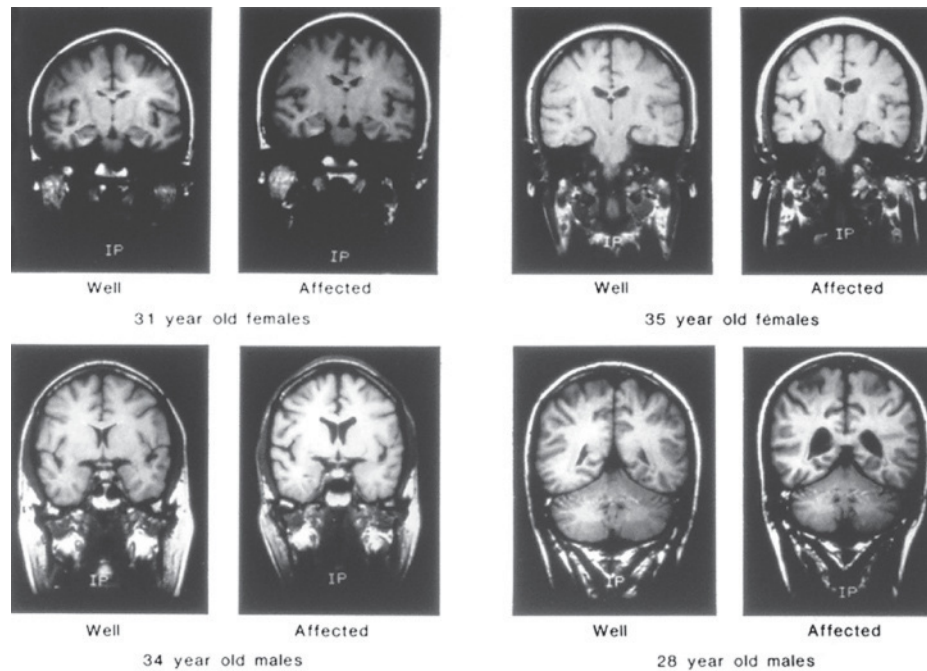 IP IP IP IP
Well Affected Well Affected
31 year old females 35 year old fémales
IP IP IP IP
Well Affected Well Affected
34 year old males 28 year old males